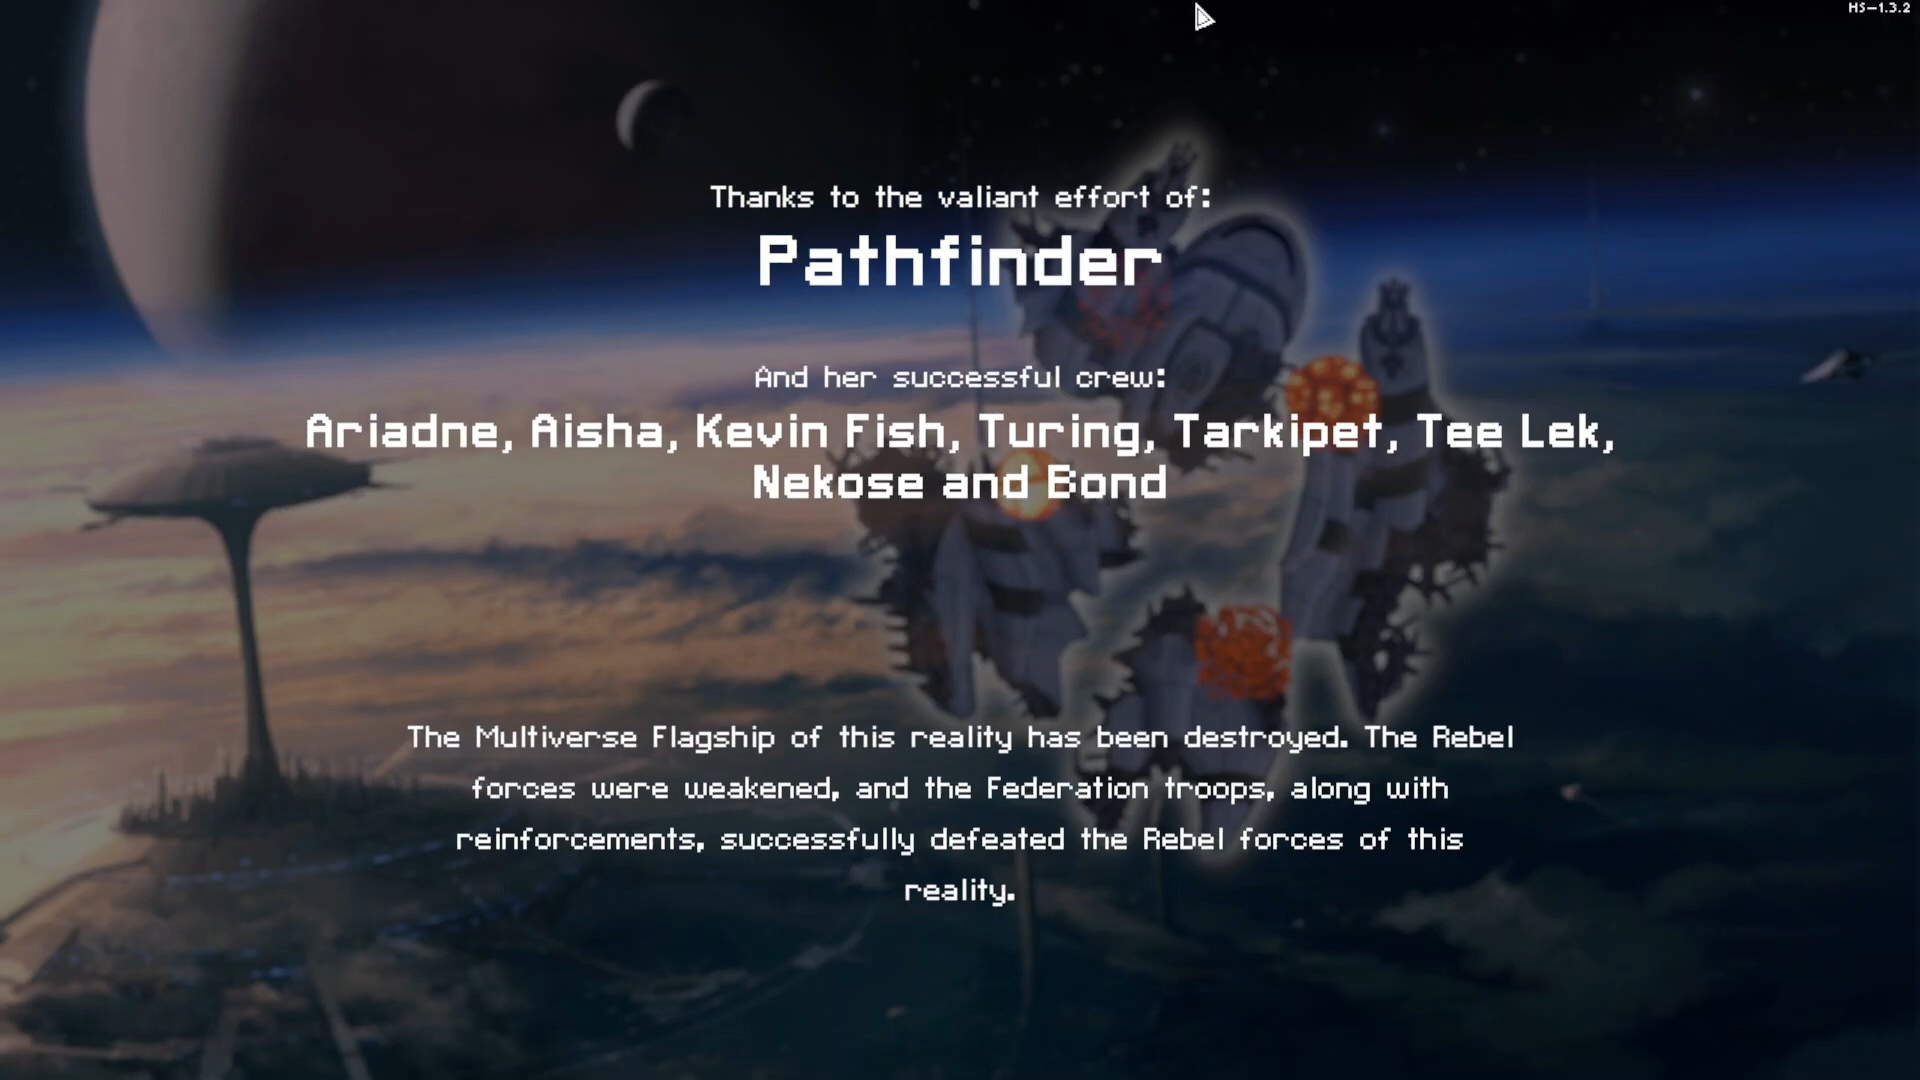 HS-1.3.2
Thanks to the valiant effort of:
Pathfinder
And her successful crew:
Ariadne, Aisha, Kevin Fish, Turing, Tarkipet, Tee Lek,
Nekose and Bond
The Multiverse Flagship of this reality has been destroyed. The Rebel
forces were weakened, and the Federation troops, along with
reinforcements, successfully defeated the Rebel forces of this
reality.